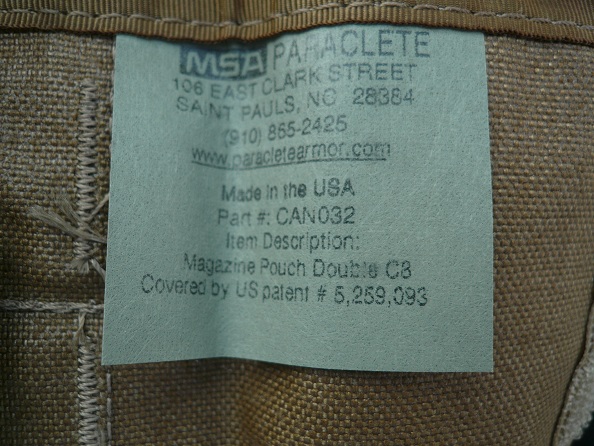 MSA PARACLETE
106 EAST CLARK STREET
SAINT PAULS, NC 28384
(910) 865-2425
www.paracletearmor.com
Made in the USA
Part #: CAN032
Item Description:
Magazine Pouch Double C8
Covered by US patent # 5,259,093